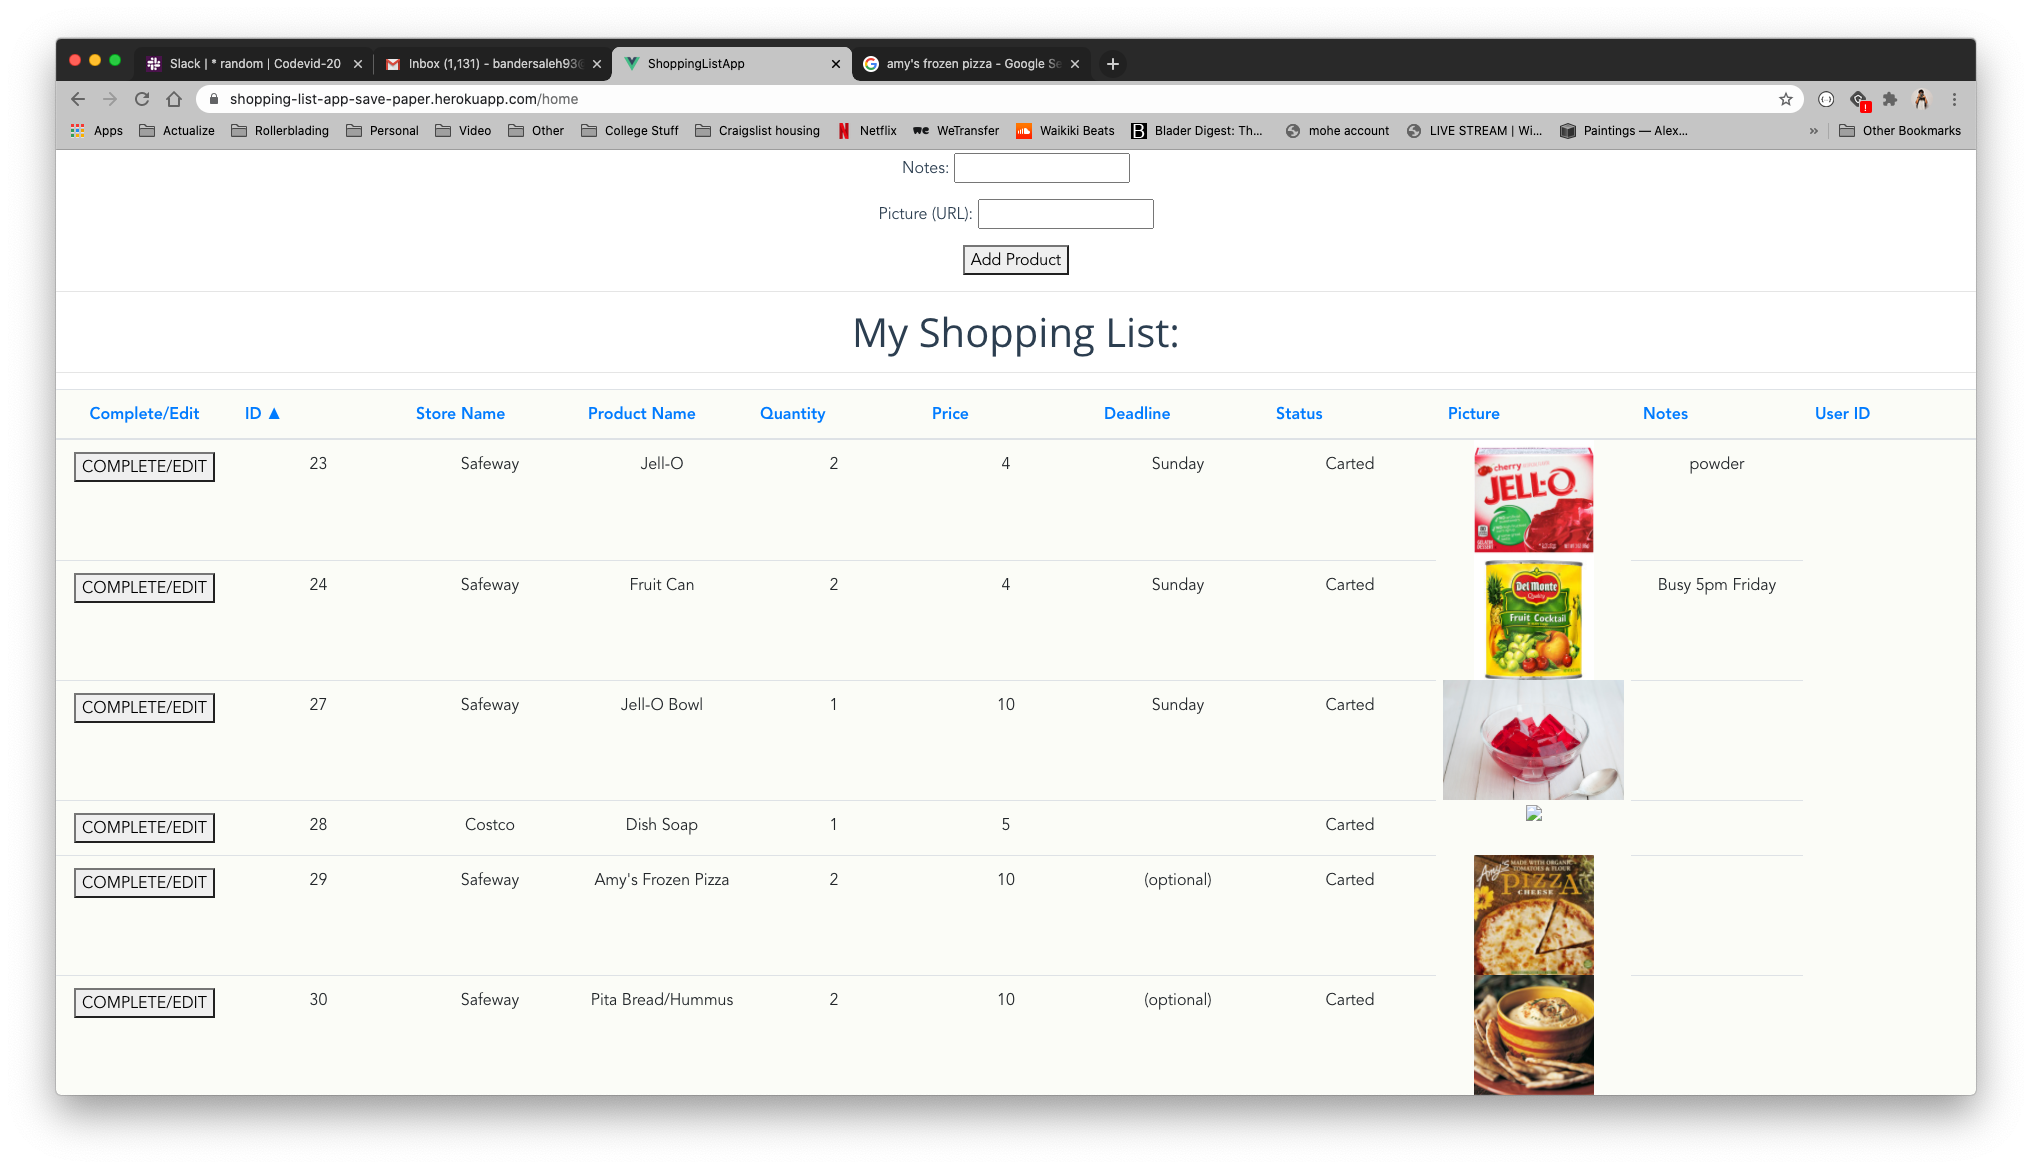 Slack | * random | Codevid-20
Inbox (1,131) - bandersaleh93
ShoppingListApp
amy's frozen pizza - Google Se
shopping-list-app-save-paper.herokuapp.com/home
Apps Actualize Rollerblading Personal Video Other College Stuff Craigslist housing Netflix WeTransfer Waikiki Beats Blader Digest: Th... mohe account LIVE STREAM | Wi... Paintings — Alex... » Other Bookmarks
Notes:
Picture (URL):
Add Product
My Shopping List:
Complete/Edit ID ▲ Store Name Product Name Quantity Price Deadline Status Picture Notes User ID
COMPLETE/EDIT 23 Safeway Jell-O 2 4 Sunday Carted powder
cherry
JELL-O
COMPLETE/EDIT 24 Safeway Fruit Can 2 4 Sunday Carted Busy 5pm Friday
Del Monte
Quality
Fruit Cocktail
COMPLETE/EDIT 27 Safeway Jell-O Bowl 1 10 Sunday Carted
COMPLETE/EDIT 28 Costco Dish Soap 1 5 Carted
COMPLETE/EDIT 29 Safeway Amy's Frozen Pizza 2 10 (optional) Carted
MADE WITH ORGANIC
TOMATOES & FLOUR
Amy's
PIZZA
CHEESE
COMPLETE/EDIT 30 Safeway Pita Bread/Hummus 2 10 (optional) Carted